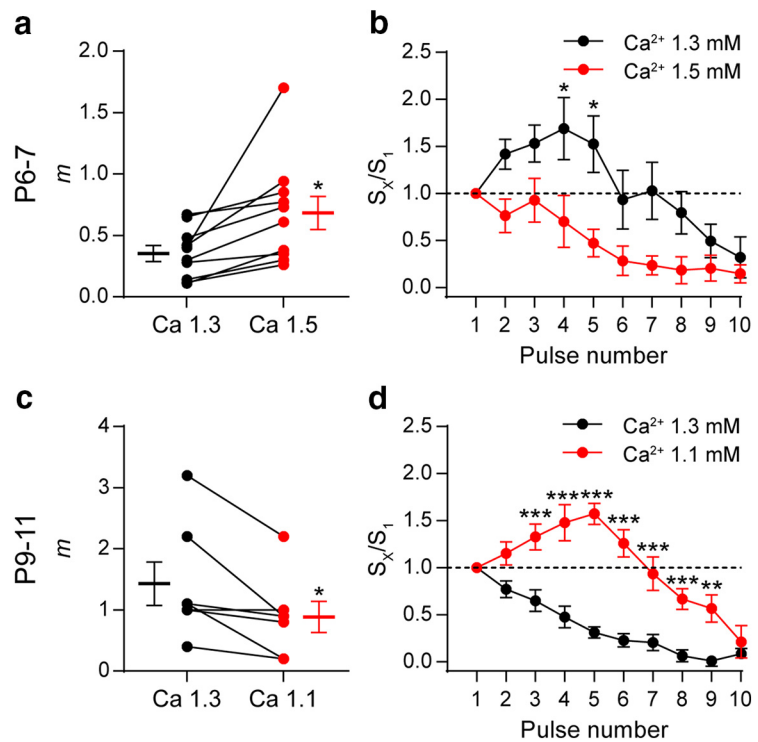 a
P6-7
m
2.0
1.5
1.0
0.5
0.0
Ca 1.3 Ca 1.5
*
b
Sx/S1
2.5
2.0
1.5
1.0
0.5
0.0
Ca²⁺ 1.3 mM
Ca²⁺ 1.5 mM
* *
1 2 3 4 5 6 7 8 9 10
Pulse number
c
P9-11
m
4
3
2
1
0
Ca 1.3 Ca 1.1
*
d
Sx/S1
2.5
2.0
1.5
1.0
0.5
0.0
Ca²⁺ 1.3 mM
Ca²⁺ 1.1 mM
*** *** *** *** *** *** **
1 2 3 4 5 6 7 8 9 10
Pulse number